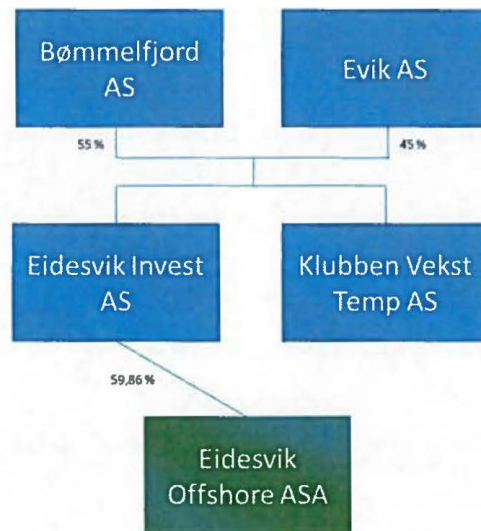 Bømmelfjord
AS
Evik AS
55 %
45 %
Eidesvik Invest
AS
Klubben Vekst
Temp AS
59,86 %
Eidesvik
Offshore ASA